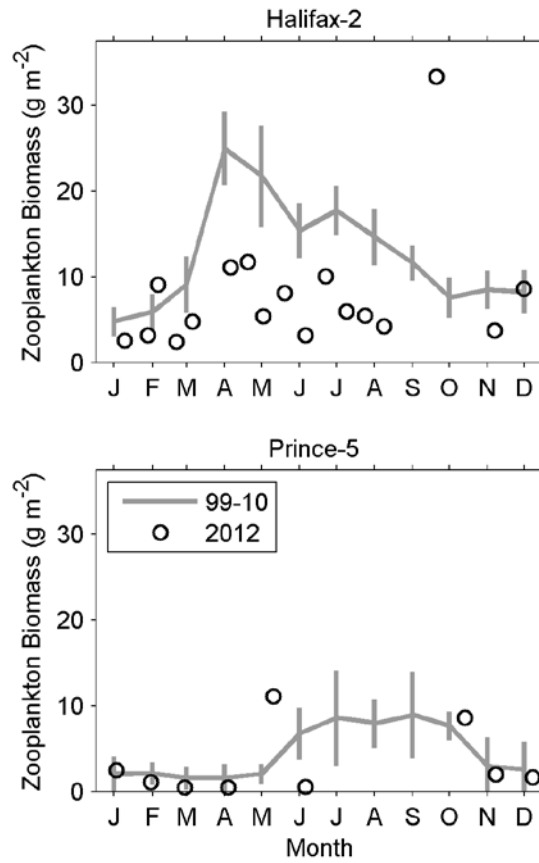 Halifax-2
Zooplankton Biomass (g m⁻²)
30
20
10
0
J F M A M J J A S O N D
Prince-5
Zooplankton Biomass (g m⁻²)
99-10
2012
30
20
10
0
J F M A M J J A S O N D
Month